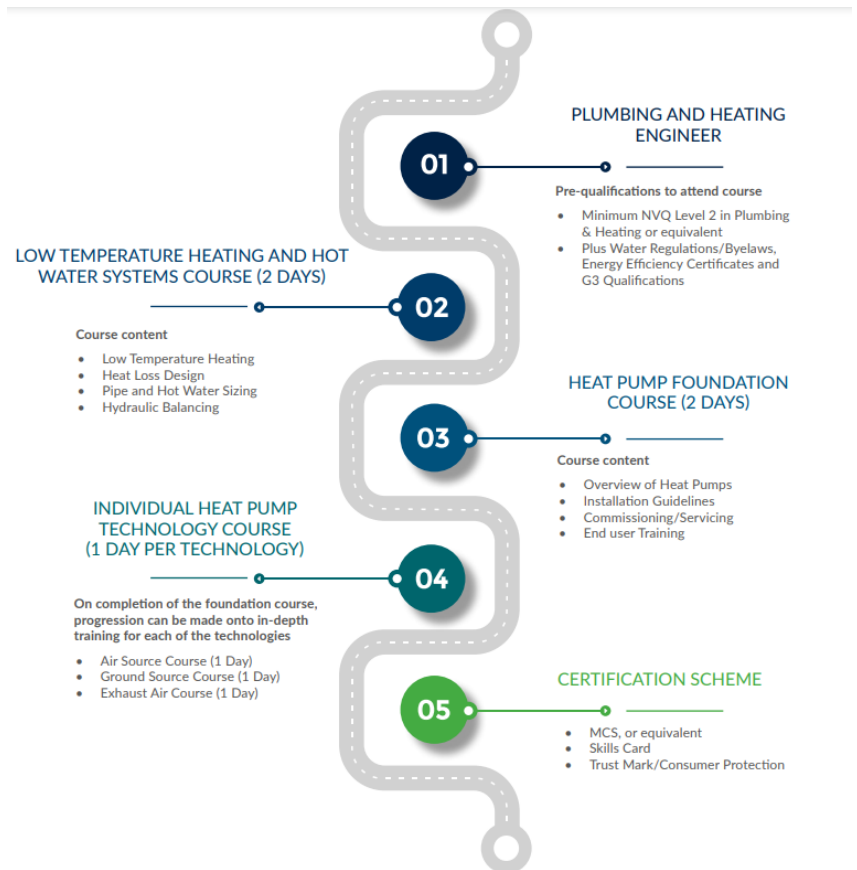 01
PLUMBING AND HEATING
ENGINEER
Pre-qualifications to attend course
• Minimum NVQ Level 2 in Plumbing
& Heating or equivalent
• Plus Water Regulations/Byelaws,
Energy Efficiency Certificates and
G3 Qualifications
LOW TEMPERATURE HEATING AND HOT
WATER SYSTEMS COURSE (2 DAYS)
02
Course content
• Low Temperature Heating
• Heat Loss Design
• Pipe and Hot Water Sizing
• Hydraulic Balancing
03
HEAT PUMP FOUNDATION
COURSE (2 DAYS)
Course content
• Overview of Heat Pumps
• Installation Guidelines
• Commissioning/Servicing
• End user Training
INDIVIDUAL HEAT PUMP
TECHNOLOGY COURSE
(1 DAY PER TECHNOLOGY)
04
On completion of the foundation course,
progression can be made onto in-depth
training for each of the technologies
• Air Source Course (1 Day)
• Ground Source Course (1 Day)
• Exhaust Air Course (1 Day)
05
CERTIFICATION SCHEME
• MCS, or equivalent
• Skills Card
• Trust Mark/Consumer Protection